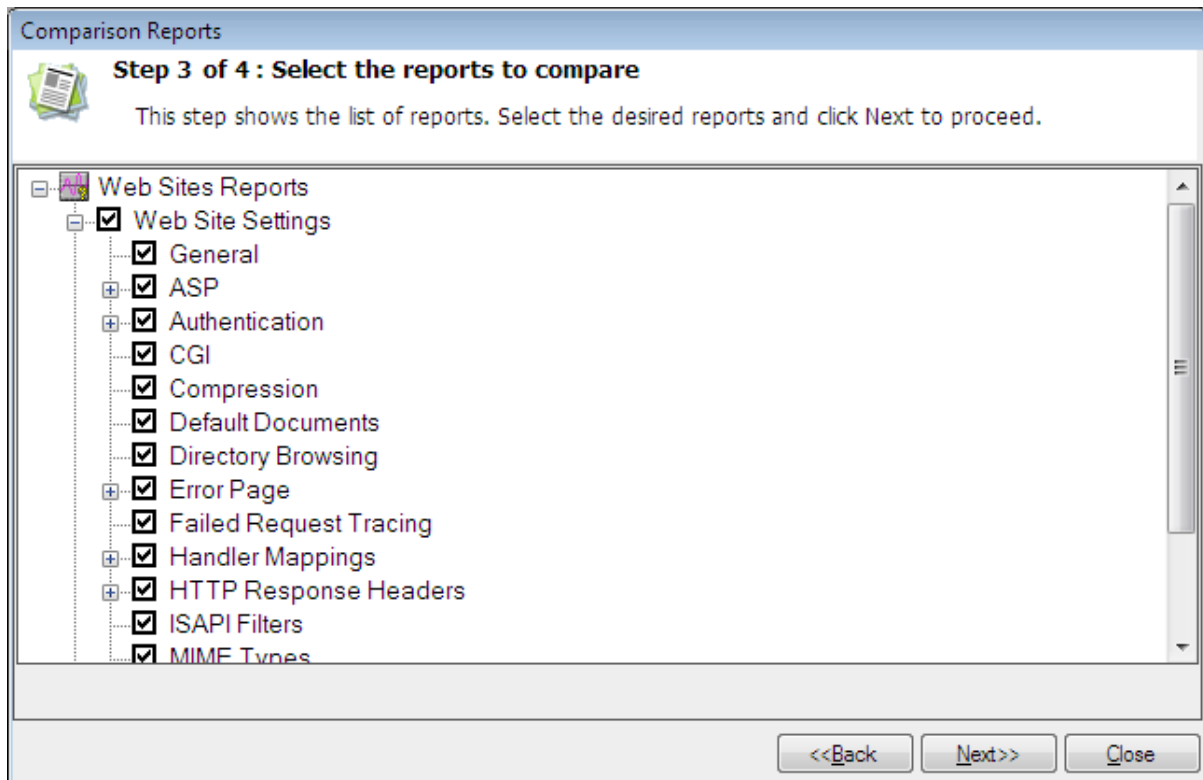 Comparison Reports
Step 3 of 4 : Select the reports to compare
This step shows the list of reports. Select the desired reports and click Next to proceed.
Web Sites Reports
Web Site Settings
General
ASP
Authentication
CGI
Compression
Default Documents
Directory Browsing
Error Page
Failed Request Tracing
Handler Mappings
HTTP Response Headers
ISAPI Filters
MIME Types
<<Back Next>> Close